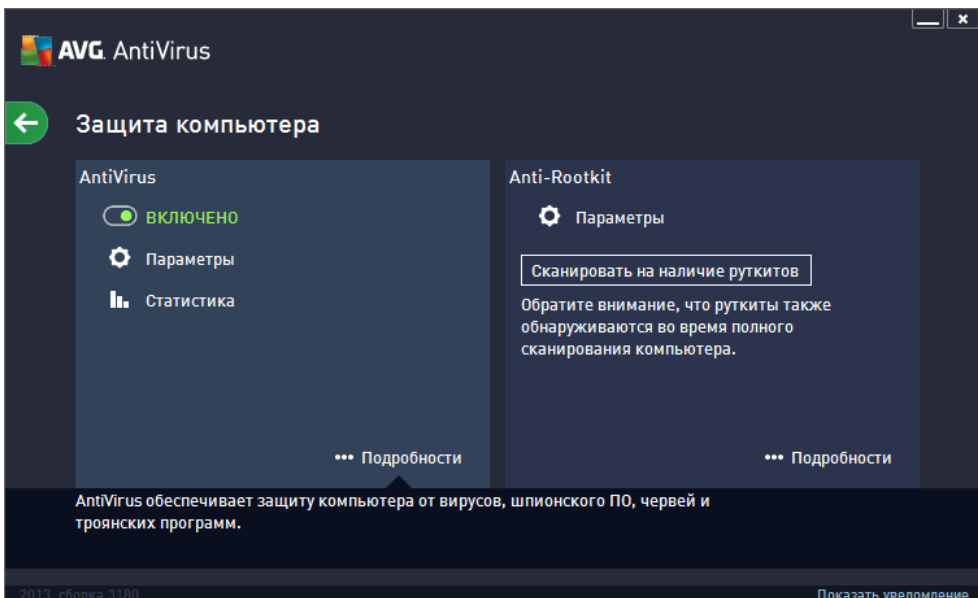 AVG. AntiVirus
Защита компьютера
AntiVirus
ВКЛЮЧЕНО
Параметры
Статистика
••• Подробности
Anti-Rootkit
Параметры
Сканировать на наличие руткитов
Обратите внимание, что руткиты также
обнаруживаются во время полного
сканирования компьютера.
••• Подробности
AntiVirus обеспечивает защиту компьютера от вирусов, шпионского ПО, червей и
троянских программ.
2013 сборка 3180
Показать уведомление